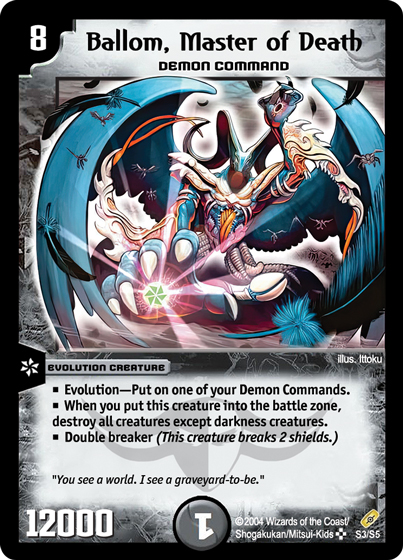 8
Ballom, Master of Death
DEMON COMMAND
illus. Ittoku
EVOLUTION CREATURE
▪ Evolution—Put on one of your Demon Commands.
▪ When you put this creature into the battle zone,
destroy all creatures except darkness creatures.
▪ Double breaker (This creature breaks 2 shields.)
"You see a world. I see a graveyard-to-be."
12000
1
©2004 Wizards of the Coast/
Shogakukan/Mitsui-Kids S3/S5